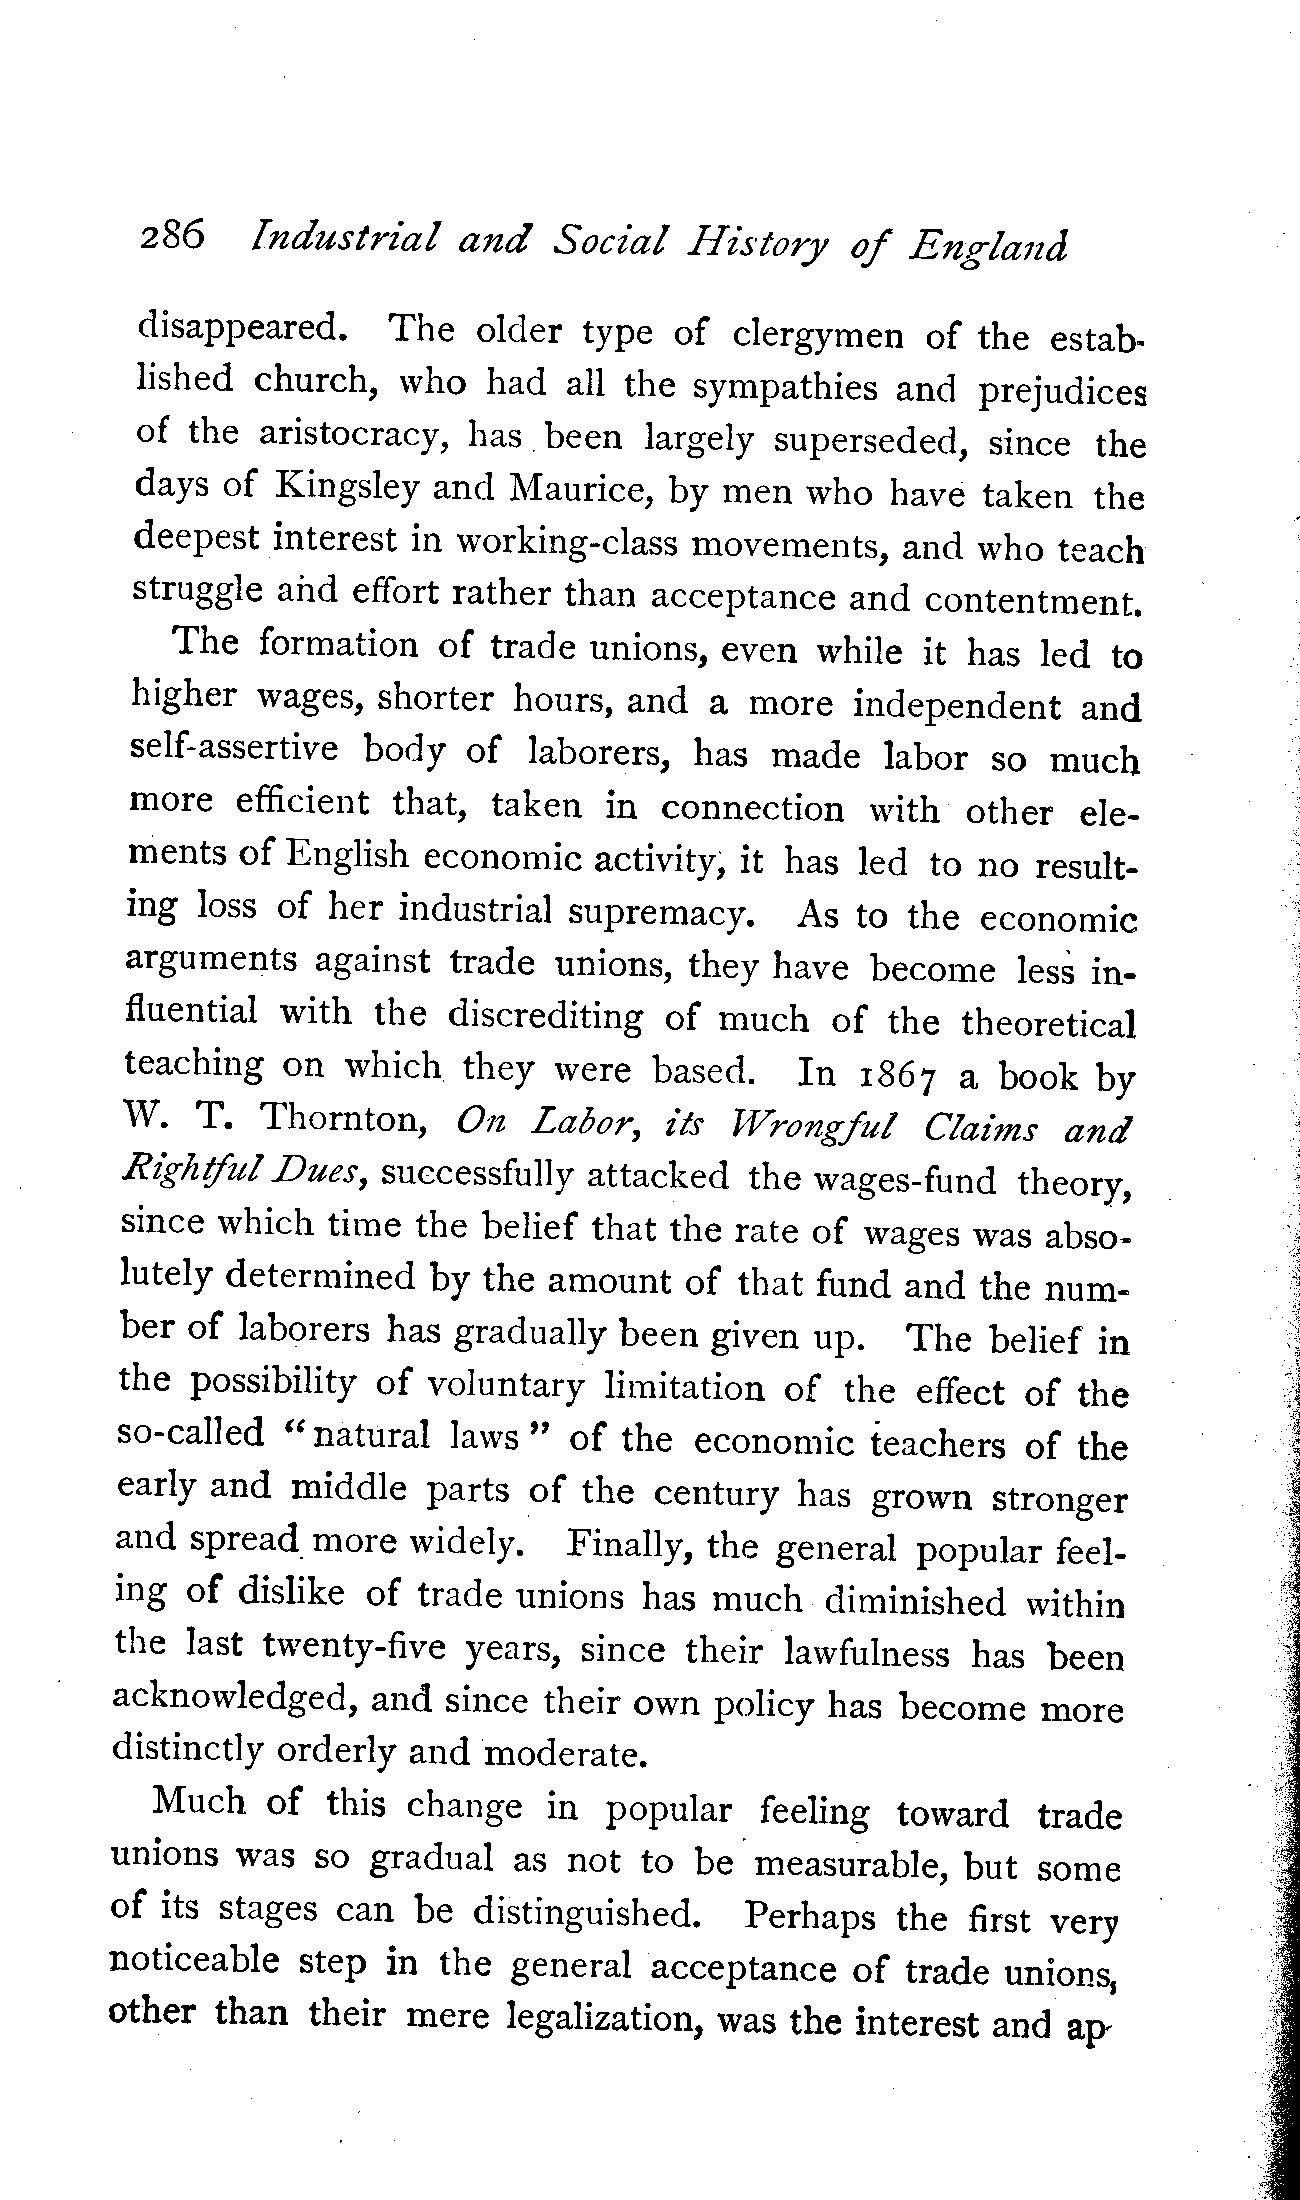 286 Industrial and Social History of England
disappeared. The older type of clergymen of the estab-
lished church, who had all the sympathies and prejudices
of the aristocracy, has been largely superseded, since the
days of Kingsley and Maurice, by men who have taken the
deepest interest in working-class movements, and who teach
struggle and effort rather than acceptance and contentment.
The formation of trade unions, even while it has led to
higher wages, shorter hours, and a more independent and
self-assertive body of laborers, has made labor so much
more efficient that, taken in connection with other ele-
ments of English economic activity, it has led to no result-
ing loss of her industrial supremacy. As to the economic
arguments against trade unions, they have become less in-
fluential with the discrediting of much of the theoretical
teaching on which they were based. In 1867 a book by
W. T. Thornton, On Labor, its Wrongful Claims and
Rightful Dues, successfully attacked the wages-fund theory,
since which time the belief that the rate of wages was abso-
lutely determined by the amount of that fund and the num-
ber of laborers has gradually been given up. The belief in
the possibility of voluntary limitation of the effect of the
so-called "natural laws" of the economic teachers of the
early and middle parts of the century has grown stronger
and spread more widely. Finally, the general popular feel-
ing of dislike of trade unions has much diminished within
the last twenty-five years, since their lawfulness has been
acknowledged, and since their own policy has become more
distinctly orderly and moderate.
Much of this change in popular feeling toward trade
unions was so gradual as not to be measurable, but some
of its stages can be distinguished. Perhaps the first very
noticeable step in the general acceptance of trade unions,
other than their mere legalization, was the interest and ap-